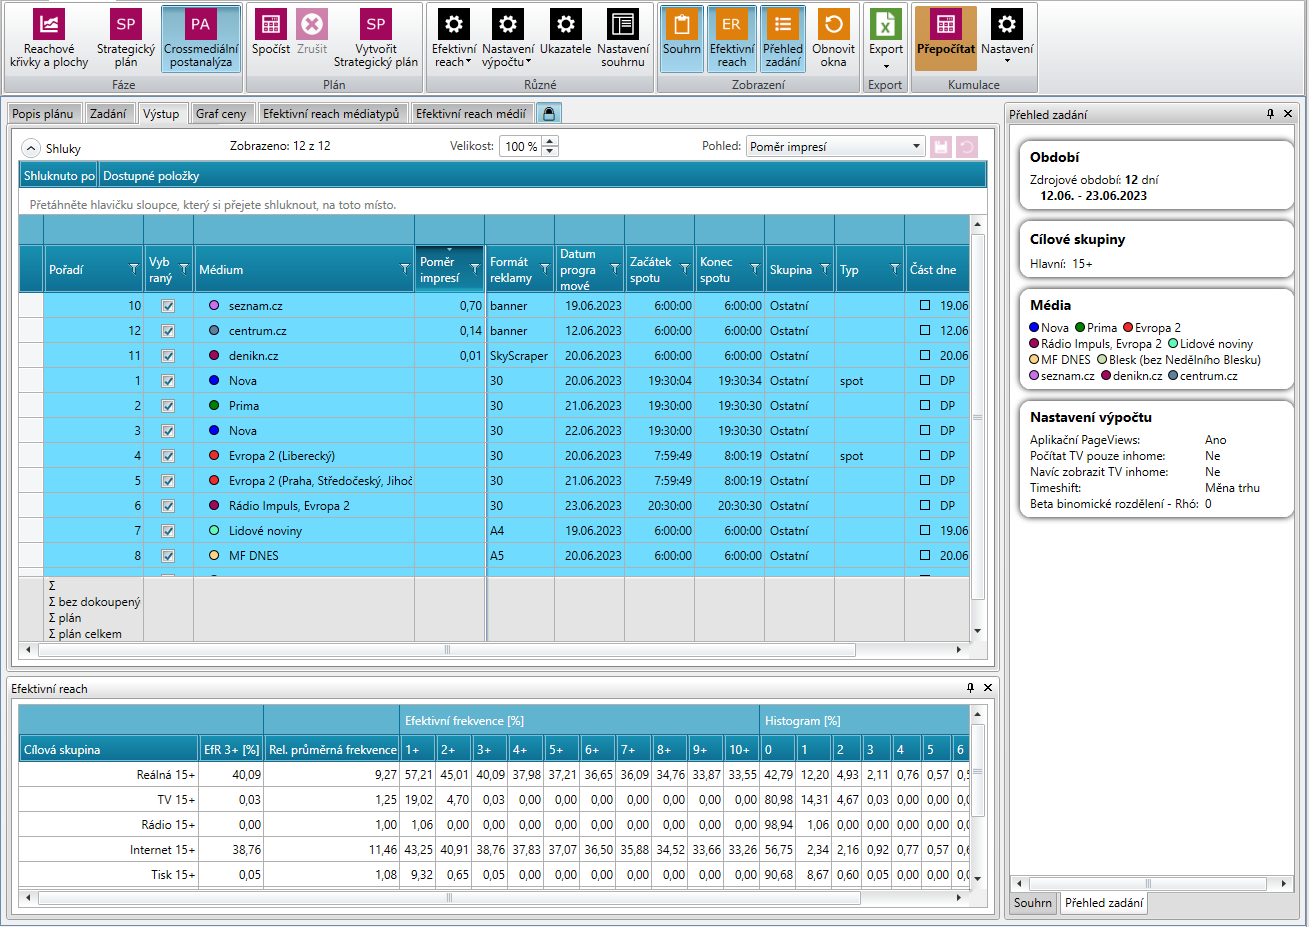 Reachové křivky a plochy
Strategický plán
Crossmediální postanalýza
Spočíst
Zrušit
Vytvořit Strategický plán
Efektivní reach
Nastavení výpočtu
Ukazatele
Nastavení souhrnu
Souhrn
Efektivní reach
Přehled zadání
Obnovit okna
Export
Přepočítat
Nastavení
SP
PA
SP
ER
Fáze
Plán
Různé
Zobrazení
Export
Kumulace
Popis plánu
Zadání
Výstup
Graf ceny
Efektivní reach médiatypů
Efektivní reach médií
Shluky
Zobrazeno: 12 z 12
Velikost: 100 %
Pohled: Poměr impresí
Shluknuto po
Dostupné položky
Přetáhněte hlavičku sloupce, který si přejete shluknout, na toto místo.
Pořadí Vyb raný Médium Poměr impresí Formát reklamy Datum progra mové Začátek spotu Konec spotu Skupina Typ Část dne
10 seznam.cz 0,70 banner 19.06.2023 6:00:00 6:00:00 Ostatní 19.06
12 centrum.cz 0,14 banner 12.06.2023 6:00:00 6:00:00 Ostatní 12.06
11 denikn.cz 0,01 SkyScraper 20.06.2023 6:00:00 6:00:00 Ostatní 20.06
1 Nova 30 20.06.2023 19:30:04 19:30:34 Ostatní spot DP
2 Prima 30 21.06.2023 19:30:00 19:30:30 Ostatní DP
3 Nova 30 22.06.2023 19:30:00 19:30:30 Ostatní DP
4 Evropa 2 (Liberecký) 30 20.06.2023 7:59:49 8:00:19 Ostatní spot DP
5 Evropa 2 (Praha, Středočeský, Jihoč 30 21.06.2023 7:59:49 8:00:19 Ostatní DP
6 Rádio Impuls, Evropa 2 30 23.06.2023 20:30:00 20:30:30 Ostatní DP
7 Lidové noviny A4 19.06.2023 6:00:00 6:00:00 Ostatní 19.06
8 MF DNES A5 20.06.2023 6:00:00 6:00:00 Ostatní 20.06
Σ
Σ bez dokoupený
Σ plán
Σ plán celkem
Efektivní reach
Efektivní frekvence [%] Histogram [%]
Cílová skupina EfR 3+ [%] Rel. průměrná frekvence 1+ 2+ 3+ 4+ 5+ 6+ 7+ 8+ 9+ 10+ 0 1 2 3 4 5 6
Reálná 15+ 40,09 9,27 57,21 45,01 40,09 37,98 37,21 36,65 36,09 34,76 33,87 33,55 42,79 12,20 4,93 2,11 0,76 0,57
TV 15+ 0,03 1,25 19,02 4,70 0,03 0,00 0,00 0,00 0,00 0,00 0,00 0,00 80,98 14,31 4,67 0,03 0,00 0,00
Rádio 15+ 0,00 1,00 1,06 0,00 0,00 0,00 0,00 0,00 0,00 0,00 0,00 0,00 98,94 1,06 0,00 0,00 0,00 0,00
Internet 15+ 38,76 11,46 43,25 40,91 38,76 37,83 37,07 36,50 35,88 34,52 33,66 33,26 56,75 2,34 2,16 0,92 0,77 0,57
Tisk 15+ 0,05 1,08 9,32 0,65 0,05 0,00 0,00 0,00 0,00 0,00 0,00 0,00 90,68 8,67 0,60 0,05 0,00 0,00
Přehled zadání
Období
Zdrojové období: 12 dní
12.06. - 23.06.2023
Cílové skupiny
Hlavní: 15+
Média
Nova Prima Evropa 2
Rádio Impuls, Evropa 2 Lidové noviny
MF DNES Blesk (bez Nedělního Blesku)
seznam.cz denikn.cz centrum.cz
Nastavení výpočtu
Aplikační PageViews: Ano
Počítat TV pouze inhome: Ne
Navíc zobrazit TV inhome: Ne
Timeshift: Měna trhu
Beta binomické rozdělení - Rhó: 0
Souhrn
Přehled zadání